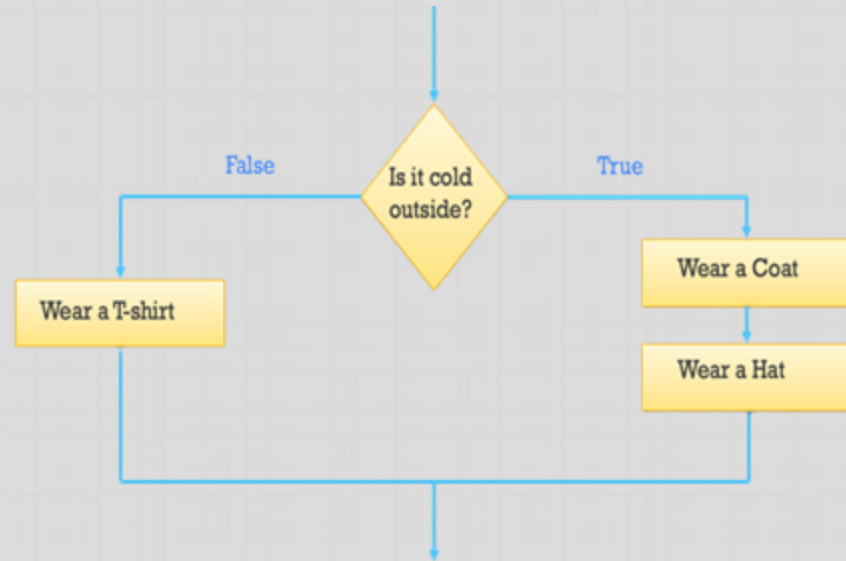 False
True
Is it cold
outside?
Wear a Coat
Wear a T-shirt
Wear a Hat